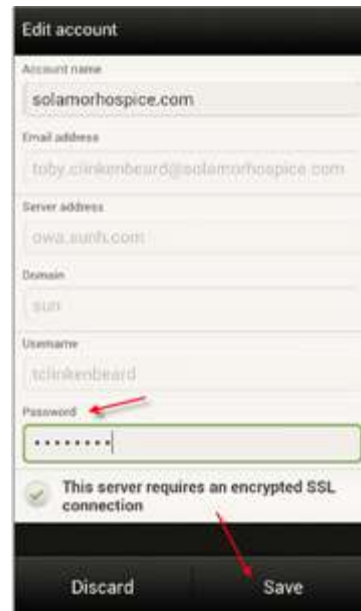 Edit account
Account name
solamorhospice.com
Email address
toby.clinkenbeard@solamorhospice.com
Server address
owa.sunh.com
Domain
sun
Username
tclinkenbeard
Password
••••••••
This server requires an encrypted SSL
connection
Discard
Save